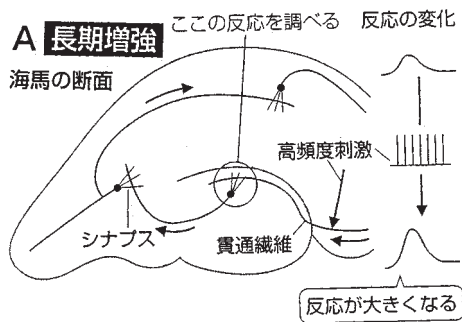 A 長期増強
海馬の断面
ここの反応を調べる
反応の変化
高頻度刺激
シナプス
貫通繊維
反応が大きくなる